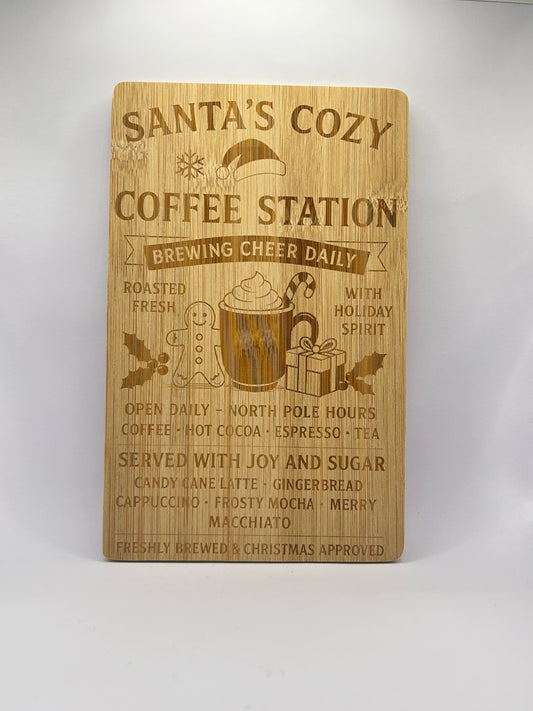 SANTA'S COZY
COFFEE STATION
BREWING CHEER DAILY
ROASTED
FRESH
WITH
HOLIDAY
SPIRIT
OPEN DAILY – NORTH POLE HOURS
COFFEE · HOT COCOA · ESPRESSO · TEA
SERVED WITH JOY AND SUGAR
CANDY CANE LATTE · GINGERBREAD
CAPPUCCINO · FROSTY MOCHA · MERRY
MACCHIATO
FRESHLY BREWED & CHRISTMAS APPROVED